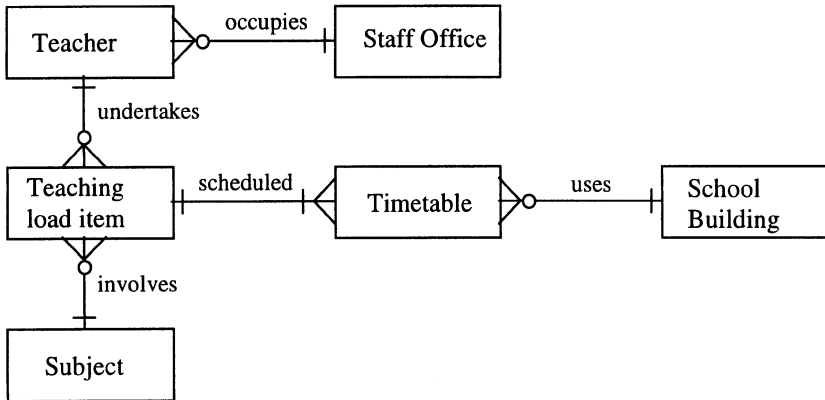 Teacher
occupies
Staff Office
undertakes
Teaching
load item
scheduled
Timetable
uses
School
Building
involves
Subject